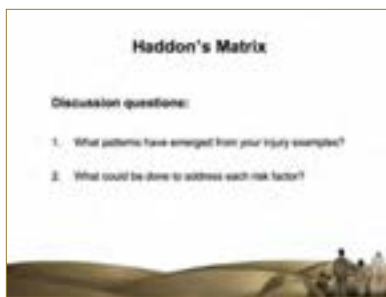 Haddon's Matrix
Discussion questions:
1. What patterns have emerged from your injury examples?
2. What could be done to address each risk factor?